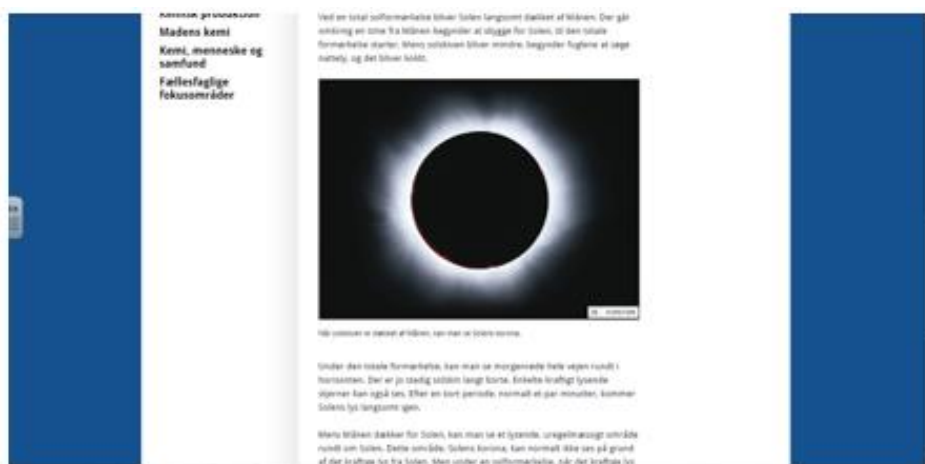 Kemisk produktion
Madens kemi
Kemi, menneske og
samfund
Fællesfaglige
fokusområder
Ved en total solformørkelse bliver Solen langsomt dækket af Månen. Der går
omkring en time fra Månen begynder at skygge for Solen, til den totale
formørkelse starter. Mens solskiven bliver mindre, begynder fuglene at søge
nattely, og det bliver koldt.
Når solskiven er dækket af Månen, kan man se Solens korona.
Under den totale formørkelse, kan man se morgenrøde hele vejen rundt i
horisonten. Der er jo stadig solskin langt borte. Enkelte kraftigt lysende
stjerner kan også ses. Efter en kort periode, normalt et par minutter, kommer
Solens lys langsomt igen.
Mens Månen dækker for Solen, kan man se et lysende, uregelmæssigt område
rundt om Solen. Dette område, Solens korona, kan normalt ikke ses på grund
af det kraftige lys fra Solen. Men under en solformørkelse, når det kraftige lys